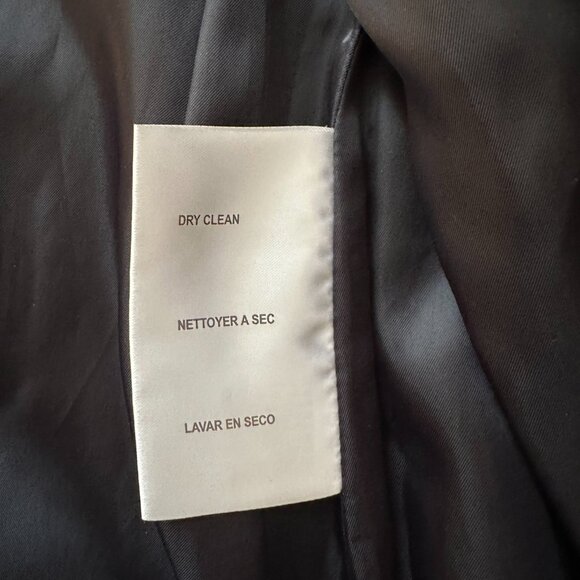 DRY CLEAN
NETTOYER A SEC
LAVAR EN SECO